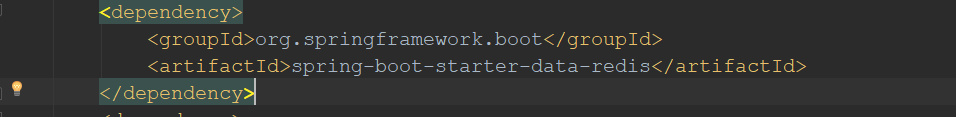 <dependency>
<groupId>org.springframework.boot</groupId>
<artifactId>spring-boot-starter-data-redis</artifactId>
</dependency>